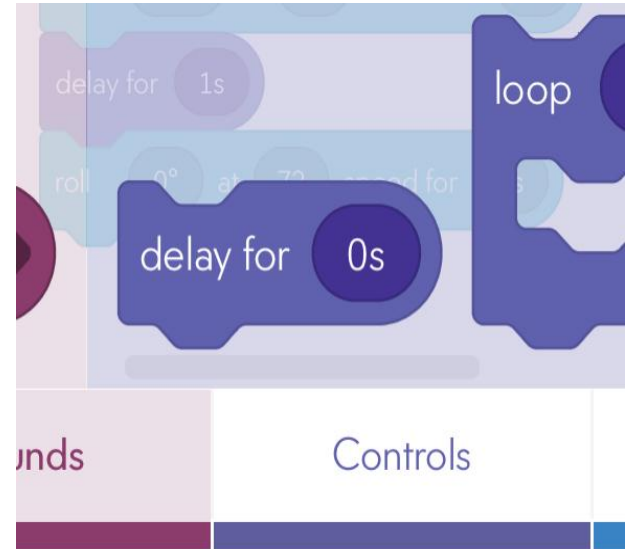 delay for 1s
loop
roll 0° at 72 speed for
delay for 0s
unds
Controls